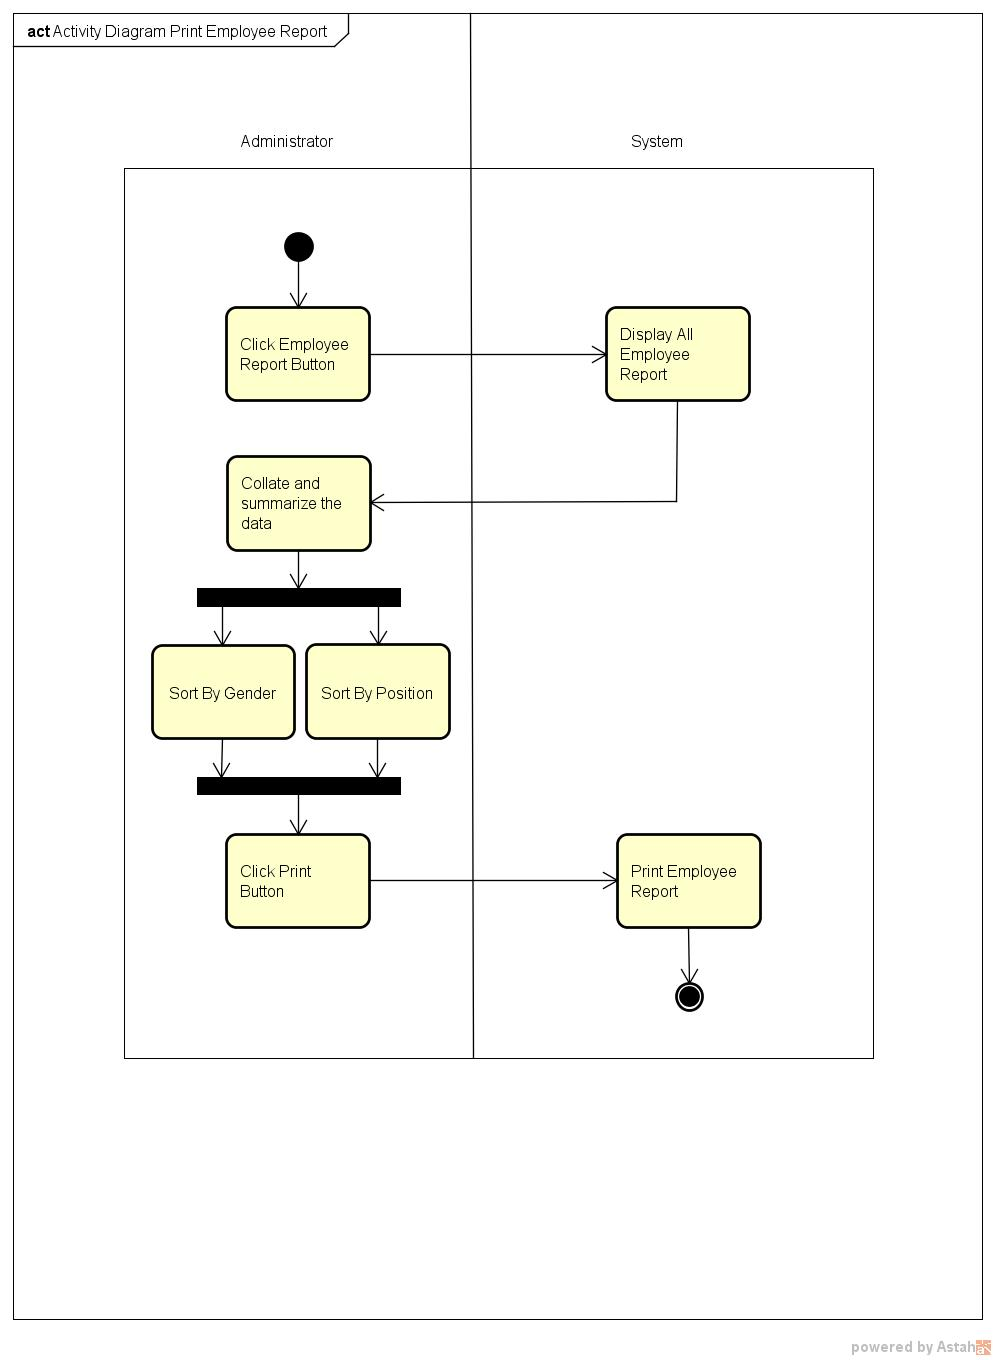 act Activity Diagram Print Employee Report
Administrator
System
Click Employee
Report Button
Display All
Employee
Report
Collate and
summarize the
data
Sort By Gender
Sort By Position
Click Print
Button
Print Employee
Report
powered by Astah